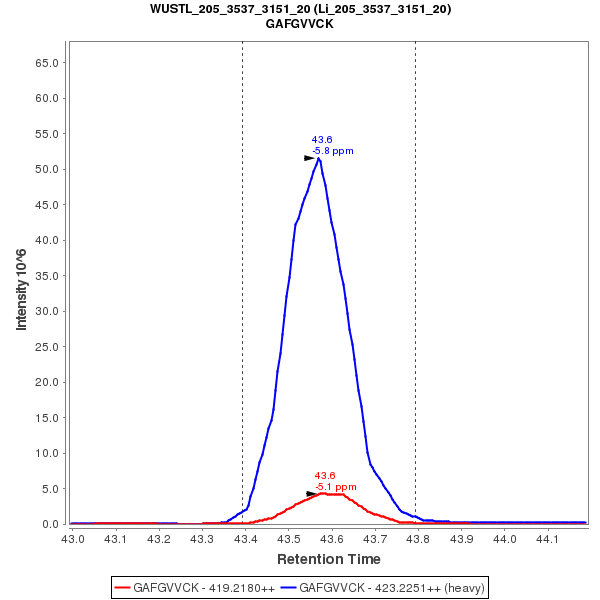 WUSTL_205_3537_3151_20 (Li_205_3537_3151_20)
GAFGVVCK
65.0
60.0
55.0
50.0
45.0
40.0
35.0
30.0
25.0
20.0
15.0
10.0
5.0
0.0
Intensity 10^6
43.6
-5.8 ppm
43.6
-5.1 ppm
43.0 43.1 43.2 43.3 43.4 43.5 43.6 43.7 43.8 43.9 44.0 44.1
Retention Time
GAFGVVCK - 419.2180++ GAFGVVCK - 423.2251++ (heavy)